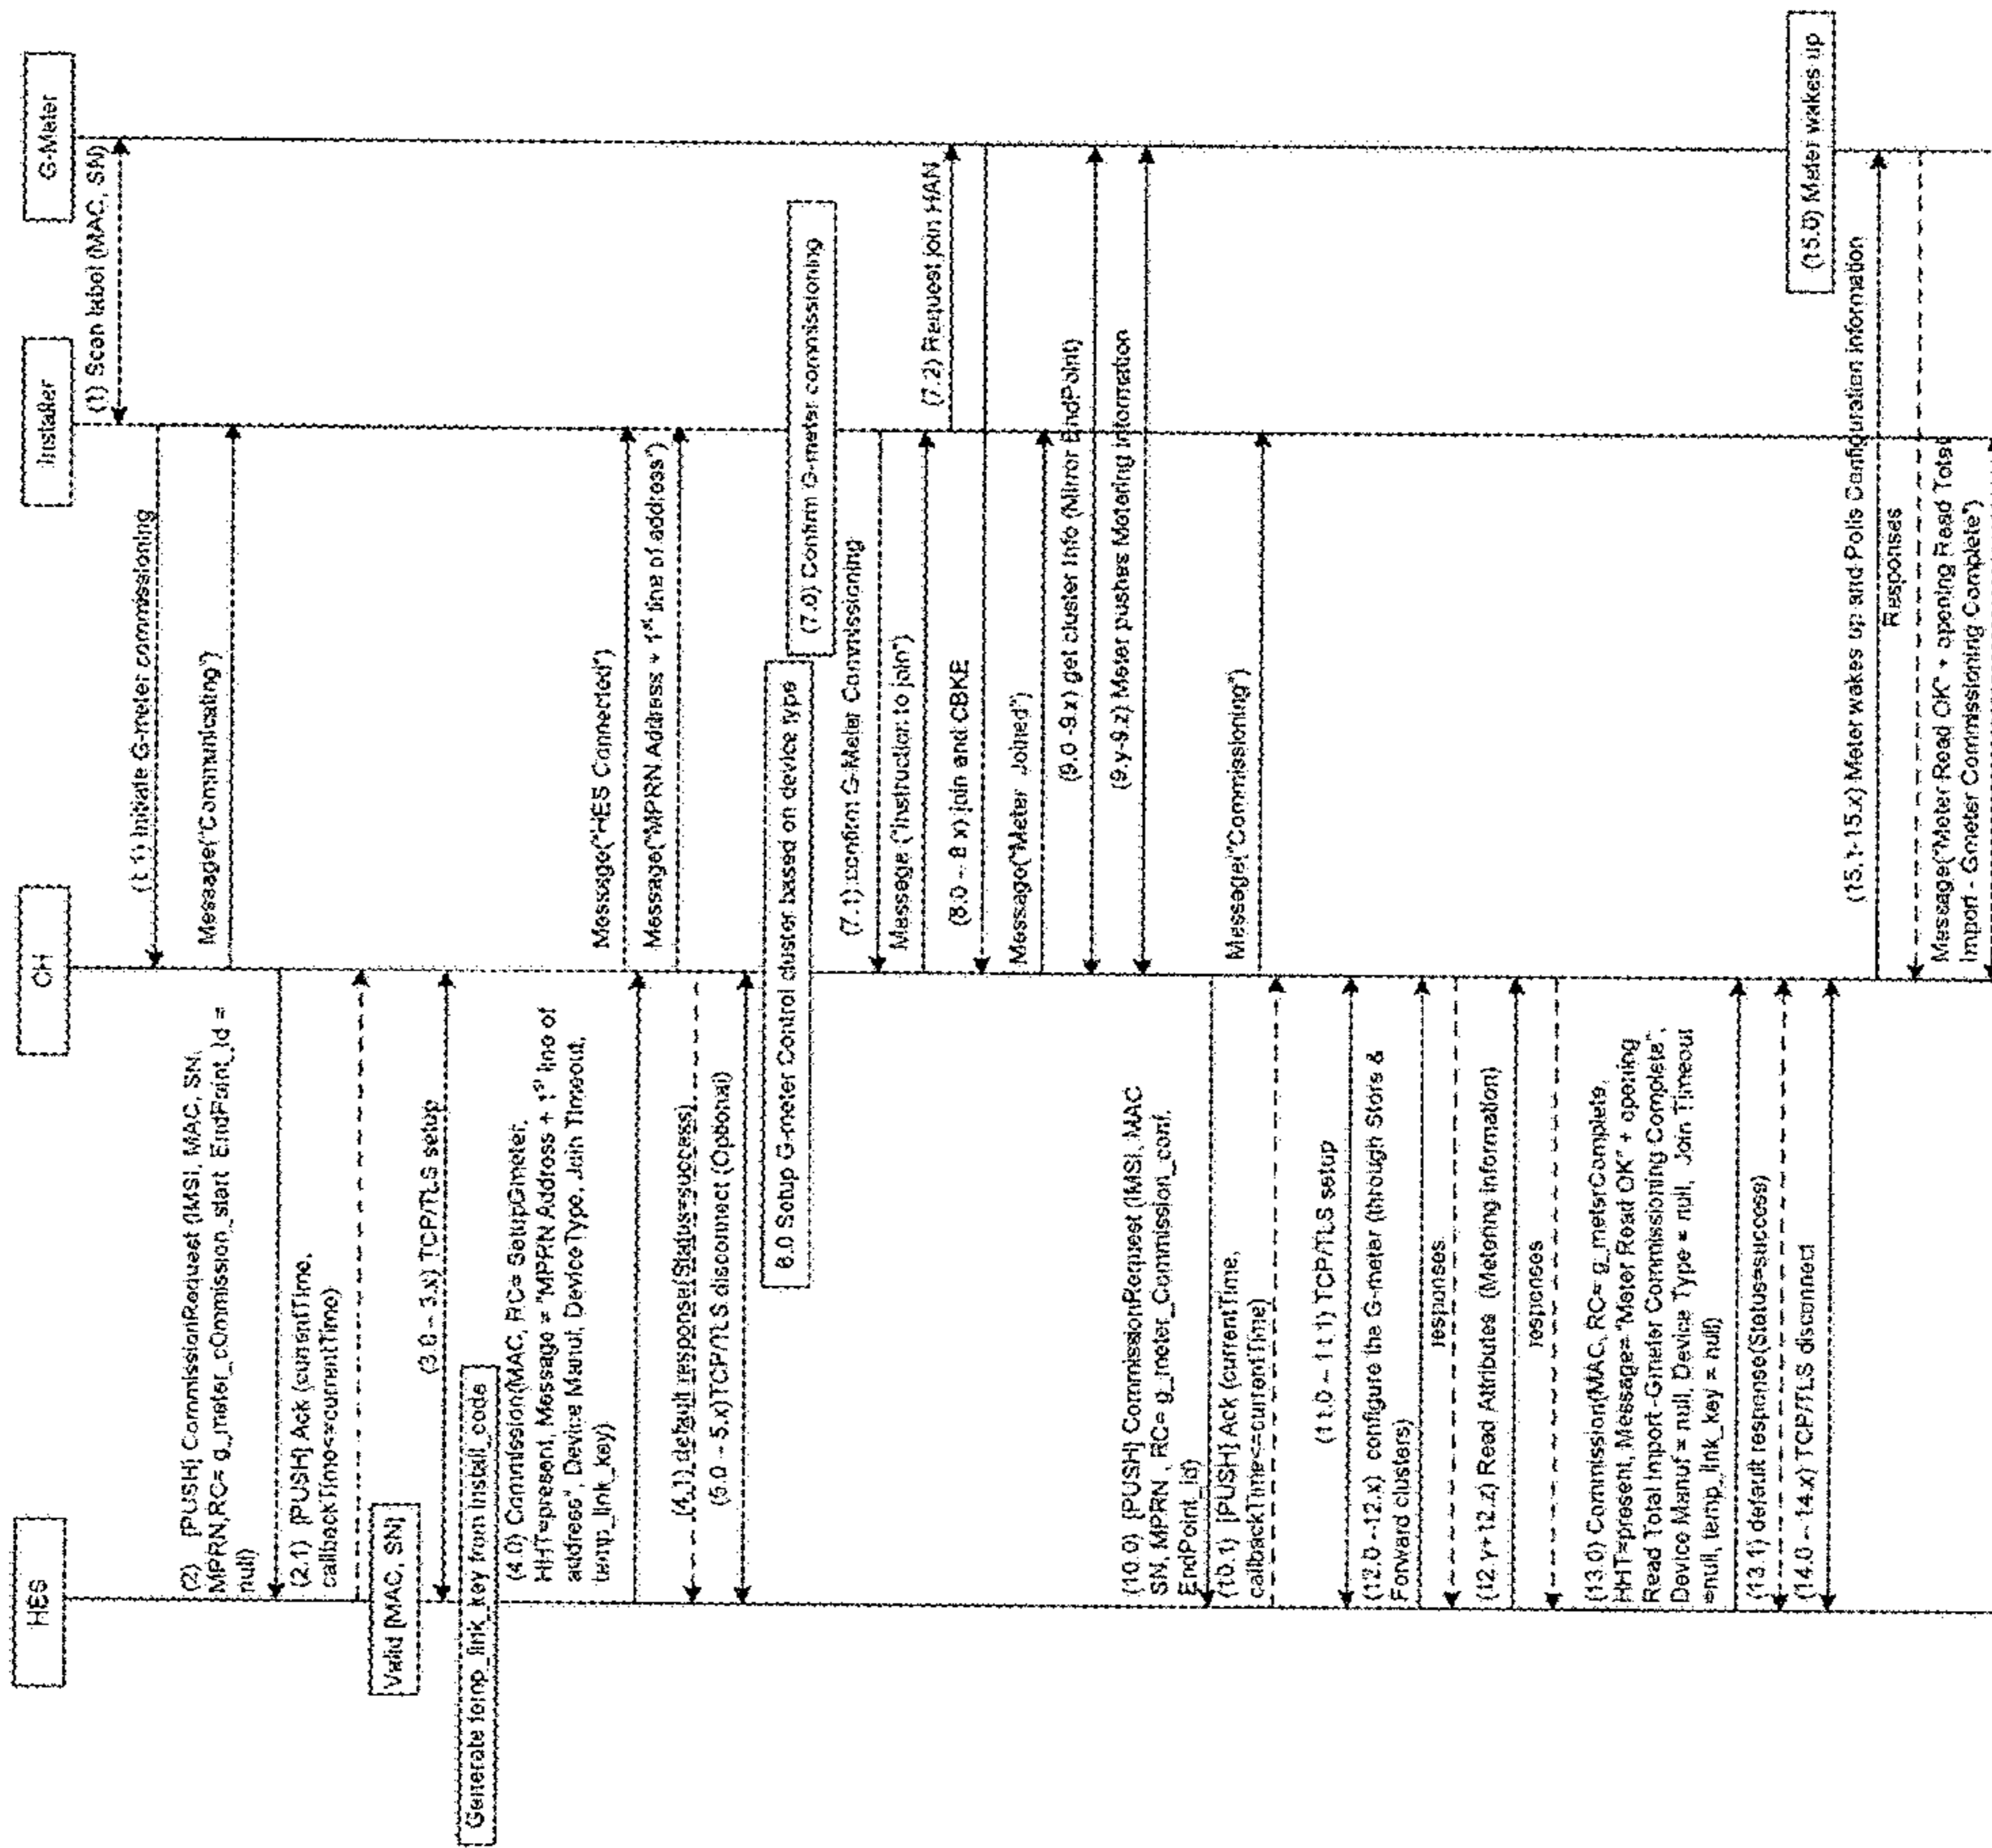 HES
CH
Installer
G-Meter
(1) Scan label (MAC, SN)
(1.1) Initiate G-meter commissioning
Message("Communicating")
(2) [PUSH] CommissionRequest (IMSI, MAC, SN,
MPRN,RC= g_meter_cOmmission_start EndPoint_Id =
null)
(2.1) [PUSH] Ack (currentTime,
callbackTime<=currentTime)
Valid [MAC, SN]
(3.0 – 3.x) TCP/TLS setup
Generate temp_link_key from install_code
(4.0) Commission(MAC, RC= SetupGmeter,
HHT=present, Message = "MPRN Address + 1st line of
address", Device Manuf, DeviceType, Join Timeout,
temp_link_key)
Message("HES Connected")
Message("MPRN Address + 1st line of address")
(4.1) default response(Status=success)
(5.0 – 5.x)TCP/TLS disconnect (Optional)
6.0 Setup G-meter Control cluster based on device type
(7.0) Confirm G-meter commissioning
(7.1) confirm G-Meter Commissioning
Message ("Instruction to join")
(7.2) Request join HAN
(8.0 – 8.x) join and CBKE
Message("Meter Joined")
(9.0 -9.x) get cluster info (Mirror EndPoint)
(9.y-9.z) Meter pushes Metering information
(10.0) [PUSH] CommissionRequest (IMSI, MAC
SN, MPRN , RC= g_meter_Commission_conf,
EndPoint_Id)
Message("Commissioning")
(10.1) [PUSH] Ack (currentTime,
callbackTime<=currentTime)
(11.0 – 11.1) TCP/TLS setup
(12.0 -12.x) configure the G-meter (through Store &
Forward clusters)
responses
(12.y+12.z) Read Attributes (Metering information)
responses
(13.0) Commission(MAC, RC= g_meterComplete,
HHT=present, Message= "Meter Read OK" + opening
Read Total Import -Gmeter Commissioning Complete",
Device Manuf = null, Device Type = null, Join Timeout
=null, temp_link_key = null)
(13.1) default response(Status=success)
(14.0 – 14.x) TCP/TLS disconnect
(15.0) Meter wakes up
(15.1-15.x) Meter wakes up and Polls Configuration Information
Responses
Message("Meter Read OK" + opening Read Total
Import - Gmeter Commissioning Complete")